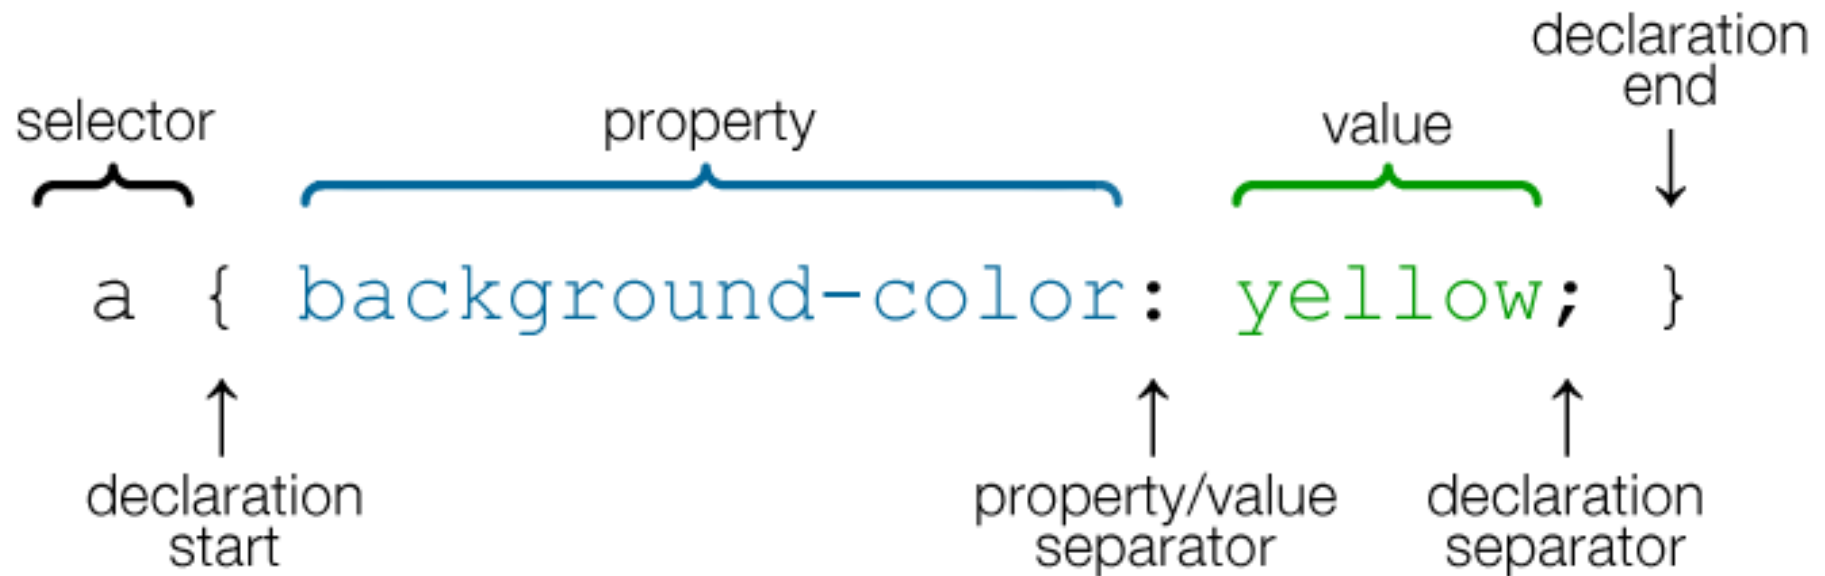 declaration
end
selector
property
value
a { background-color: yellow; }
declaration
start
property/value
separator
declaration
separator